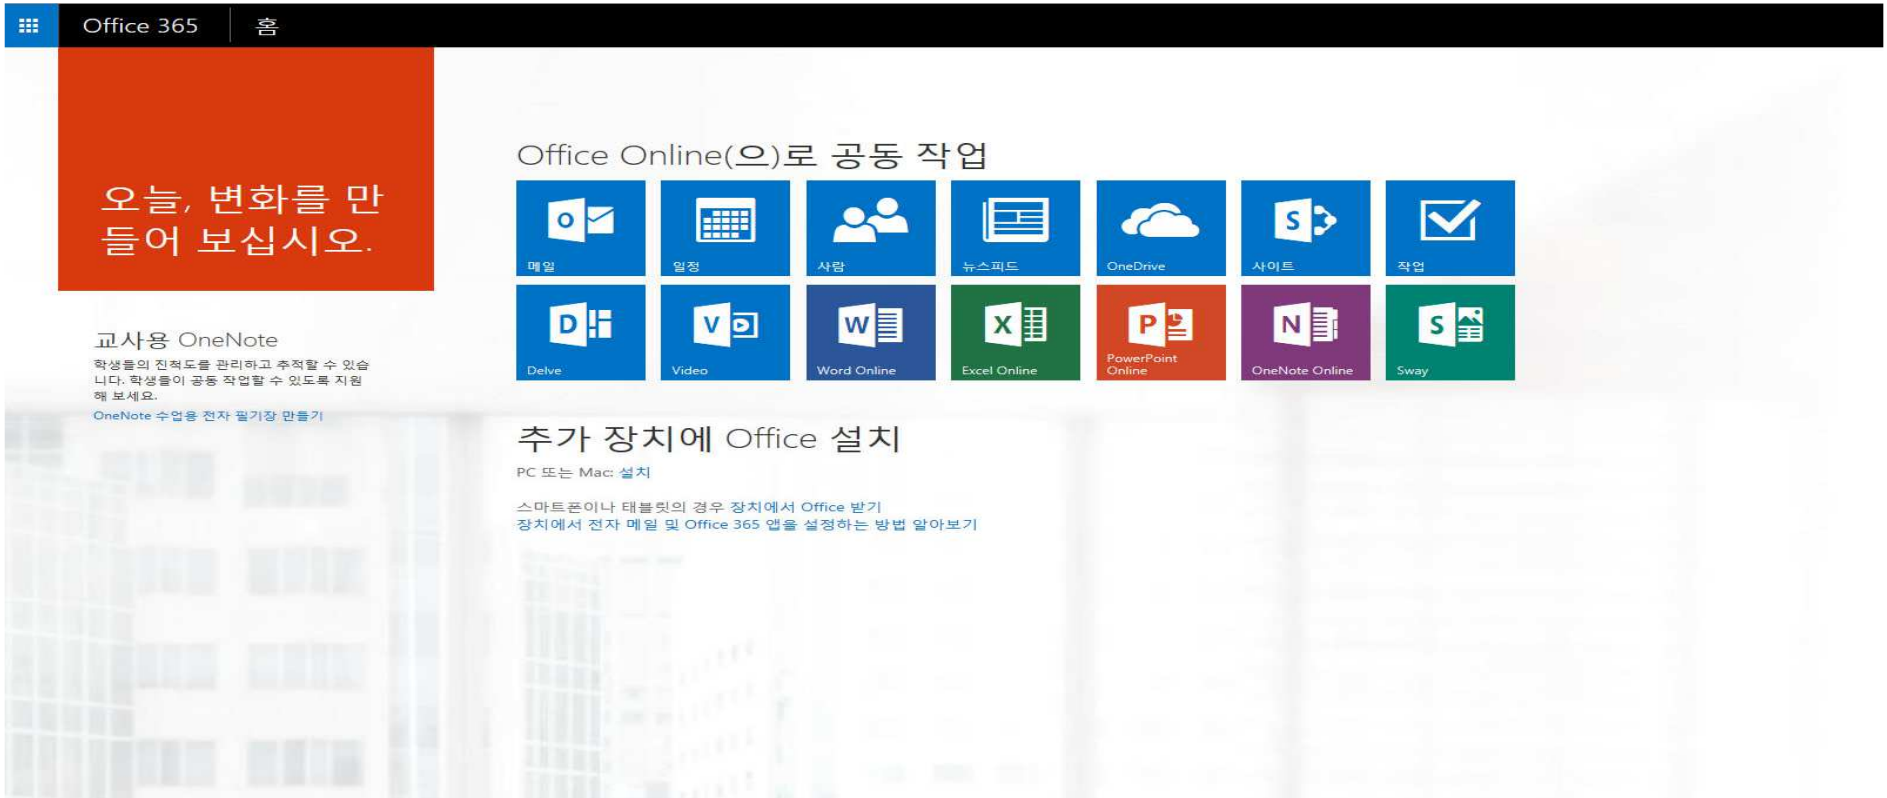 Office 365
홈
오늘, 변화를 만
들어 보십시오.
교사용 OneNote
학생들의 진척도를 관리하고 추적할 수 있습
니다. 학생들이 공동 작업할 수 있도록 지원
해 보세요.
OneNote 수업용 전자 필기장 만들기
Office Online(으)로 공동 작업
메일
일정
사람
뉴스피드
OneDrive
사이트
작업
Delve
Video
Word Online
Excel Online
PowerPoint
Online
OneNote Online
Sway
추가 장치에 Office 설치
PC 또는 Mac: 설치
스마트폰이나 태블릿의 경우 장치에서 Office 받기
장치에서 전자 메일 및 Office 365 앱을 설정하는 방법 알아보기